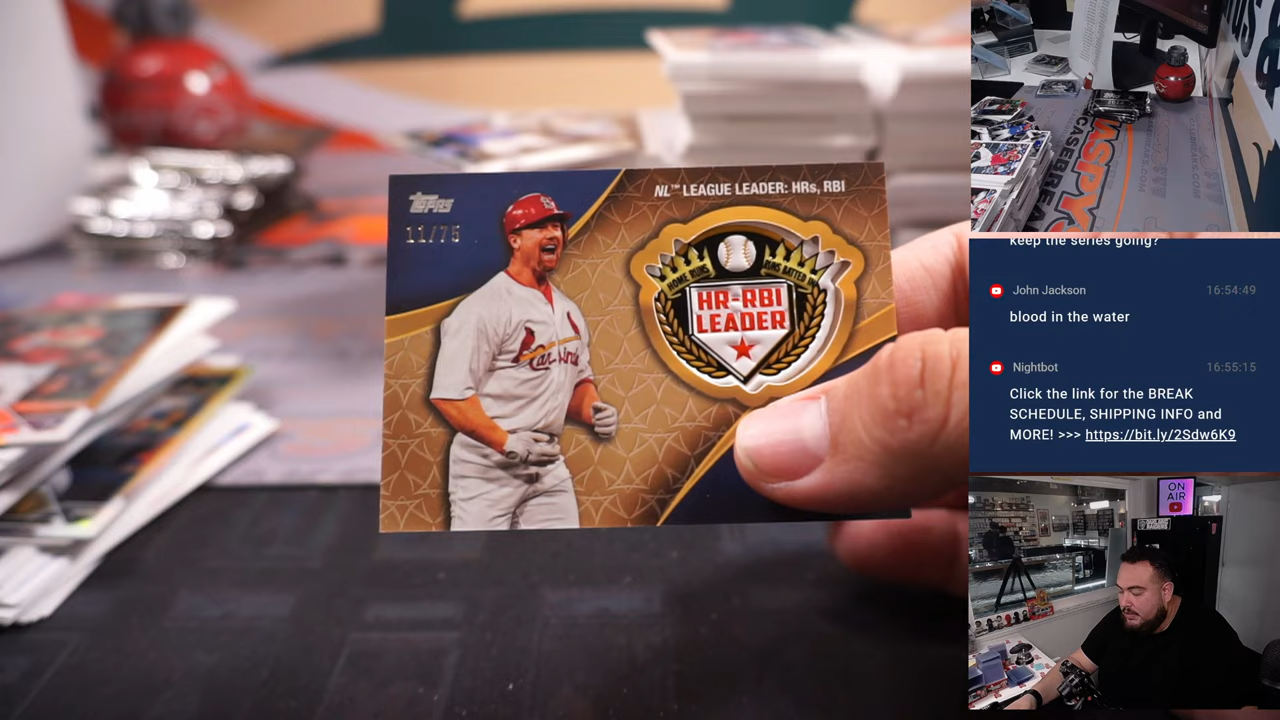 Topps
11/75
NL™ LEAGUE LEADER: HRs, RBI
HOME RUNS
RUNS BATTED
HR-RBI
LEADER
Cardinals
keep the series going?
John Jackson 16:54:49
blood in the water
Nightbot 16:55:15
Click the link for the BREAK
SCHEDULE, SHIPPING INFO and
MORE! >>> https://bit.ly/2Sdw6K9
ON
AIR